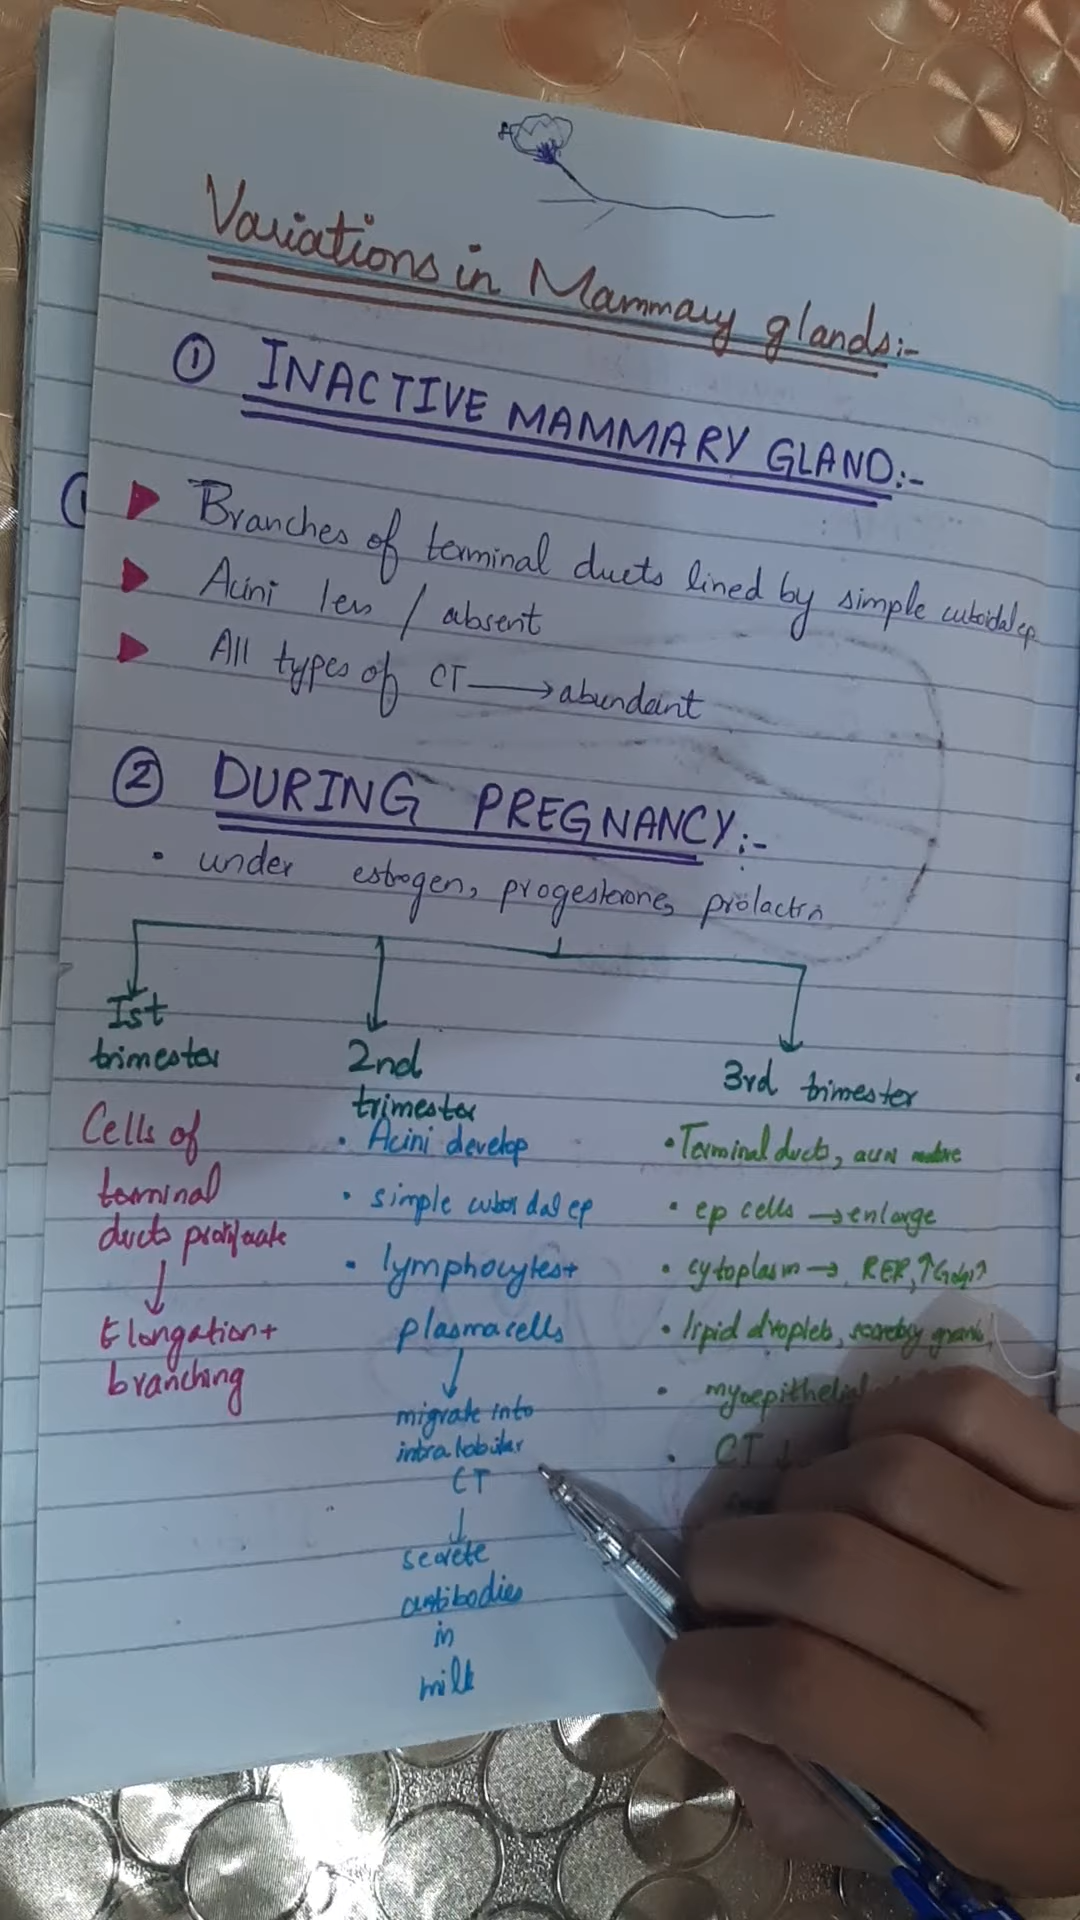 Variations in Mammary glands:-
① INACTIVE MAMMARY GLAND:-
Branches of terminal ducts lined by simple cuboidal ep
Acini less / absent
All types of CT → abundant
② DURING PREGNANCY:-
• under estrogen, progesterone, prolactin
Ist
trimester
Cells of
terminal
ducts proliferate
↓
Elongation+
branching
2nd
trimester
• Acini develop
• simple cuboidal ep
• lymphocytes+
plasma cells
↓
migrate into
intralobular
CT
↓
secrete
antibodies
in
milk
3rd trimester
• Terminal ducts, acini mature
• ep cells → enlarge
• cytoplasm → RER, ↑Golgi↑
• lipid droplets, secretory
• myoepithelial
• CT ↓